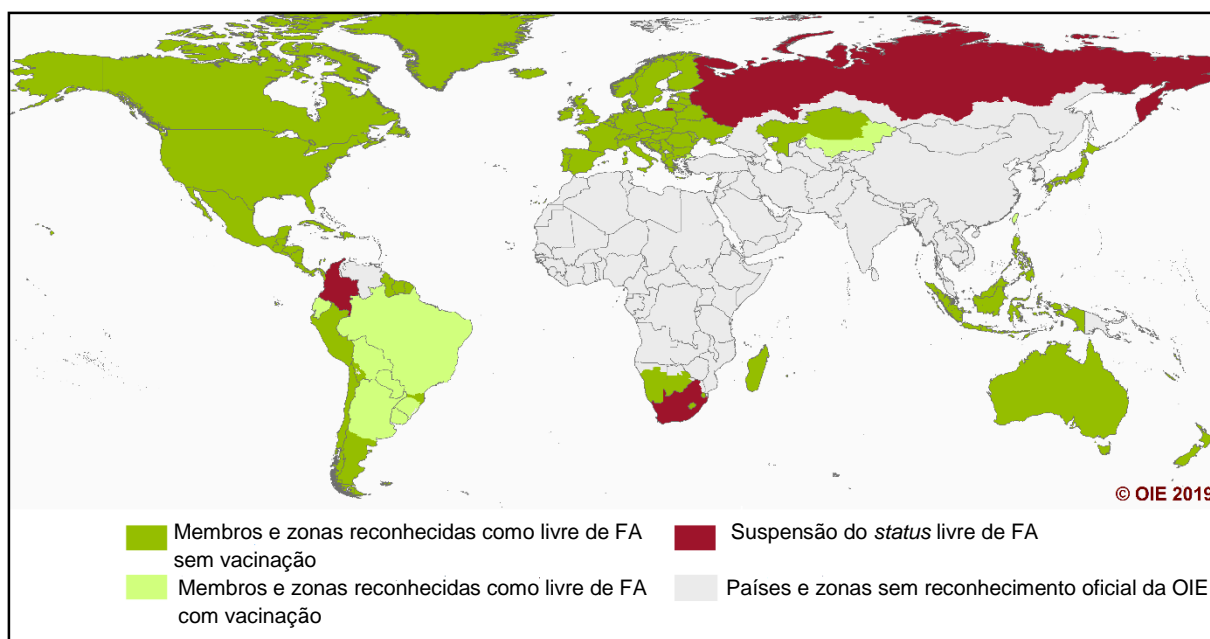 © OIE 2019
Membros e zonas reconhecidas como livre de FA
sem vacinação
Membros e zonas reconhecidas como livre de FA
com vacinação
Suspensão do status livre de FA
Países e zonas sem reconhecimento oficial da OIE